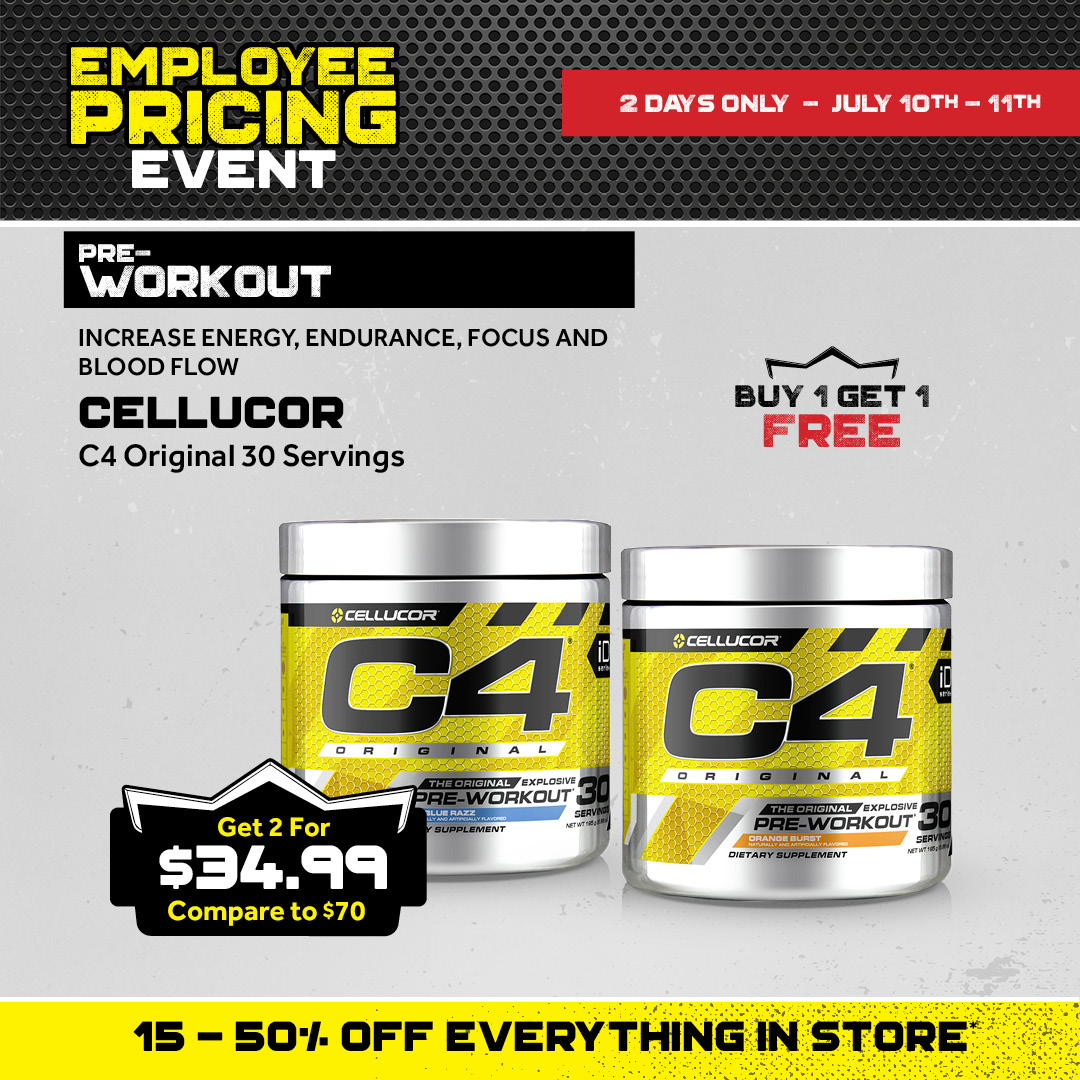 EMPLOYEE
PRICING
EVENT
2 DAYS ONLY – JULY 10TH – 11TH
PRE-
WORKOUT
INCREASE ENERGY, ENDURANCE, FOCUS AND
BLOOD FLOW
CELLUCOR
C4 Original 30 Servings
BUY 1 GET 1
FREE
CELLUCOR
C4
iD
ORIGINAL
THE ORIGINAL EXPLOSIVE
PRE-WORKOUT 30
BLUE RAZZ
SUPPLEMENT
CELLUCOR
C4
iD
ORIGINAL
THE ORIGINAL EXPLOSIVE
PRE-WORKOUT 30
ORANGE BURST
NATURALLY AND ARTIFICIALLY FLAVORED
DIETARY SUPPLEMENT
Get 2 For
$34.99
Compare to $70
15 – 50% OFF EVERYTHING IN STORE*